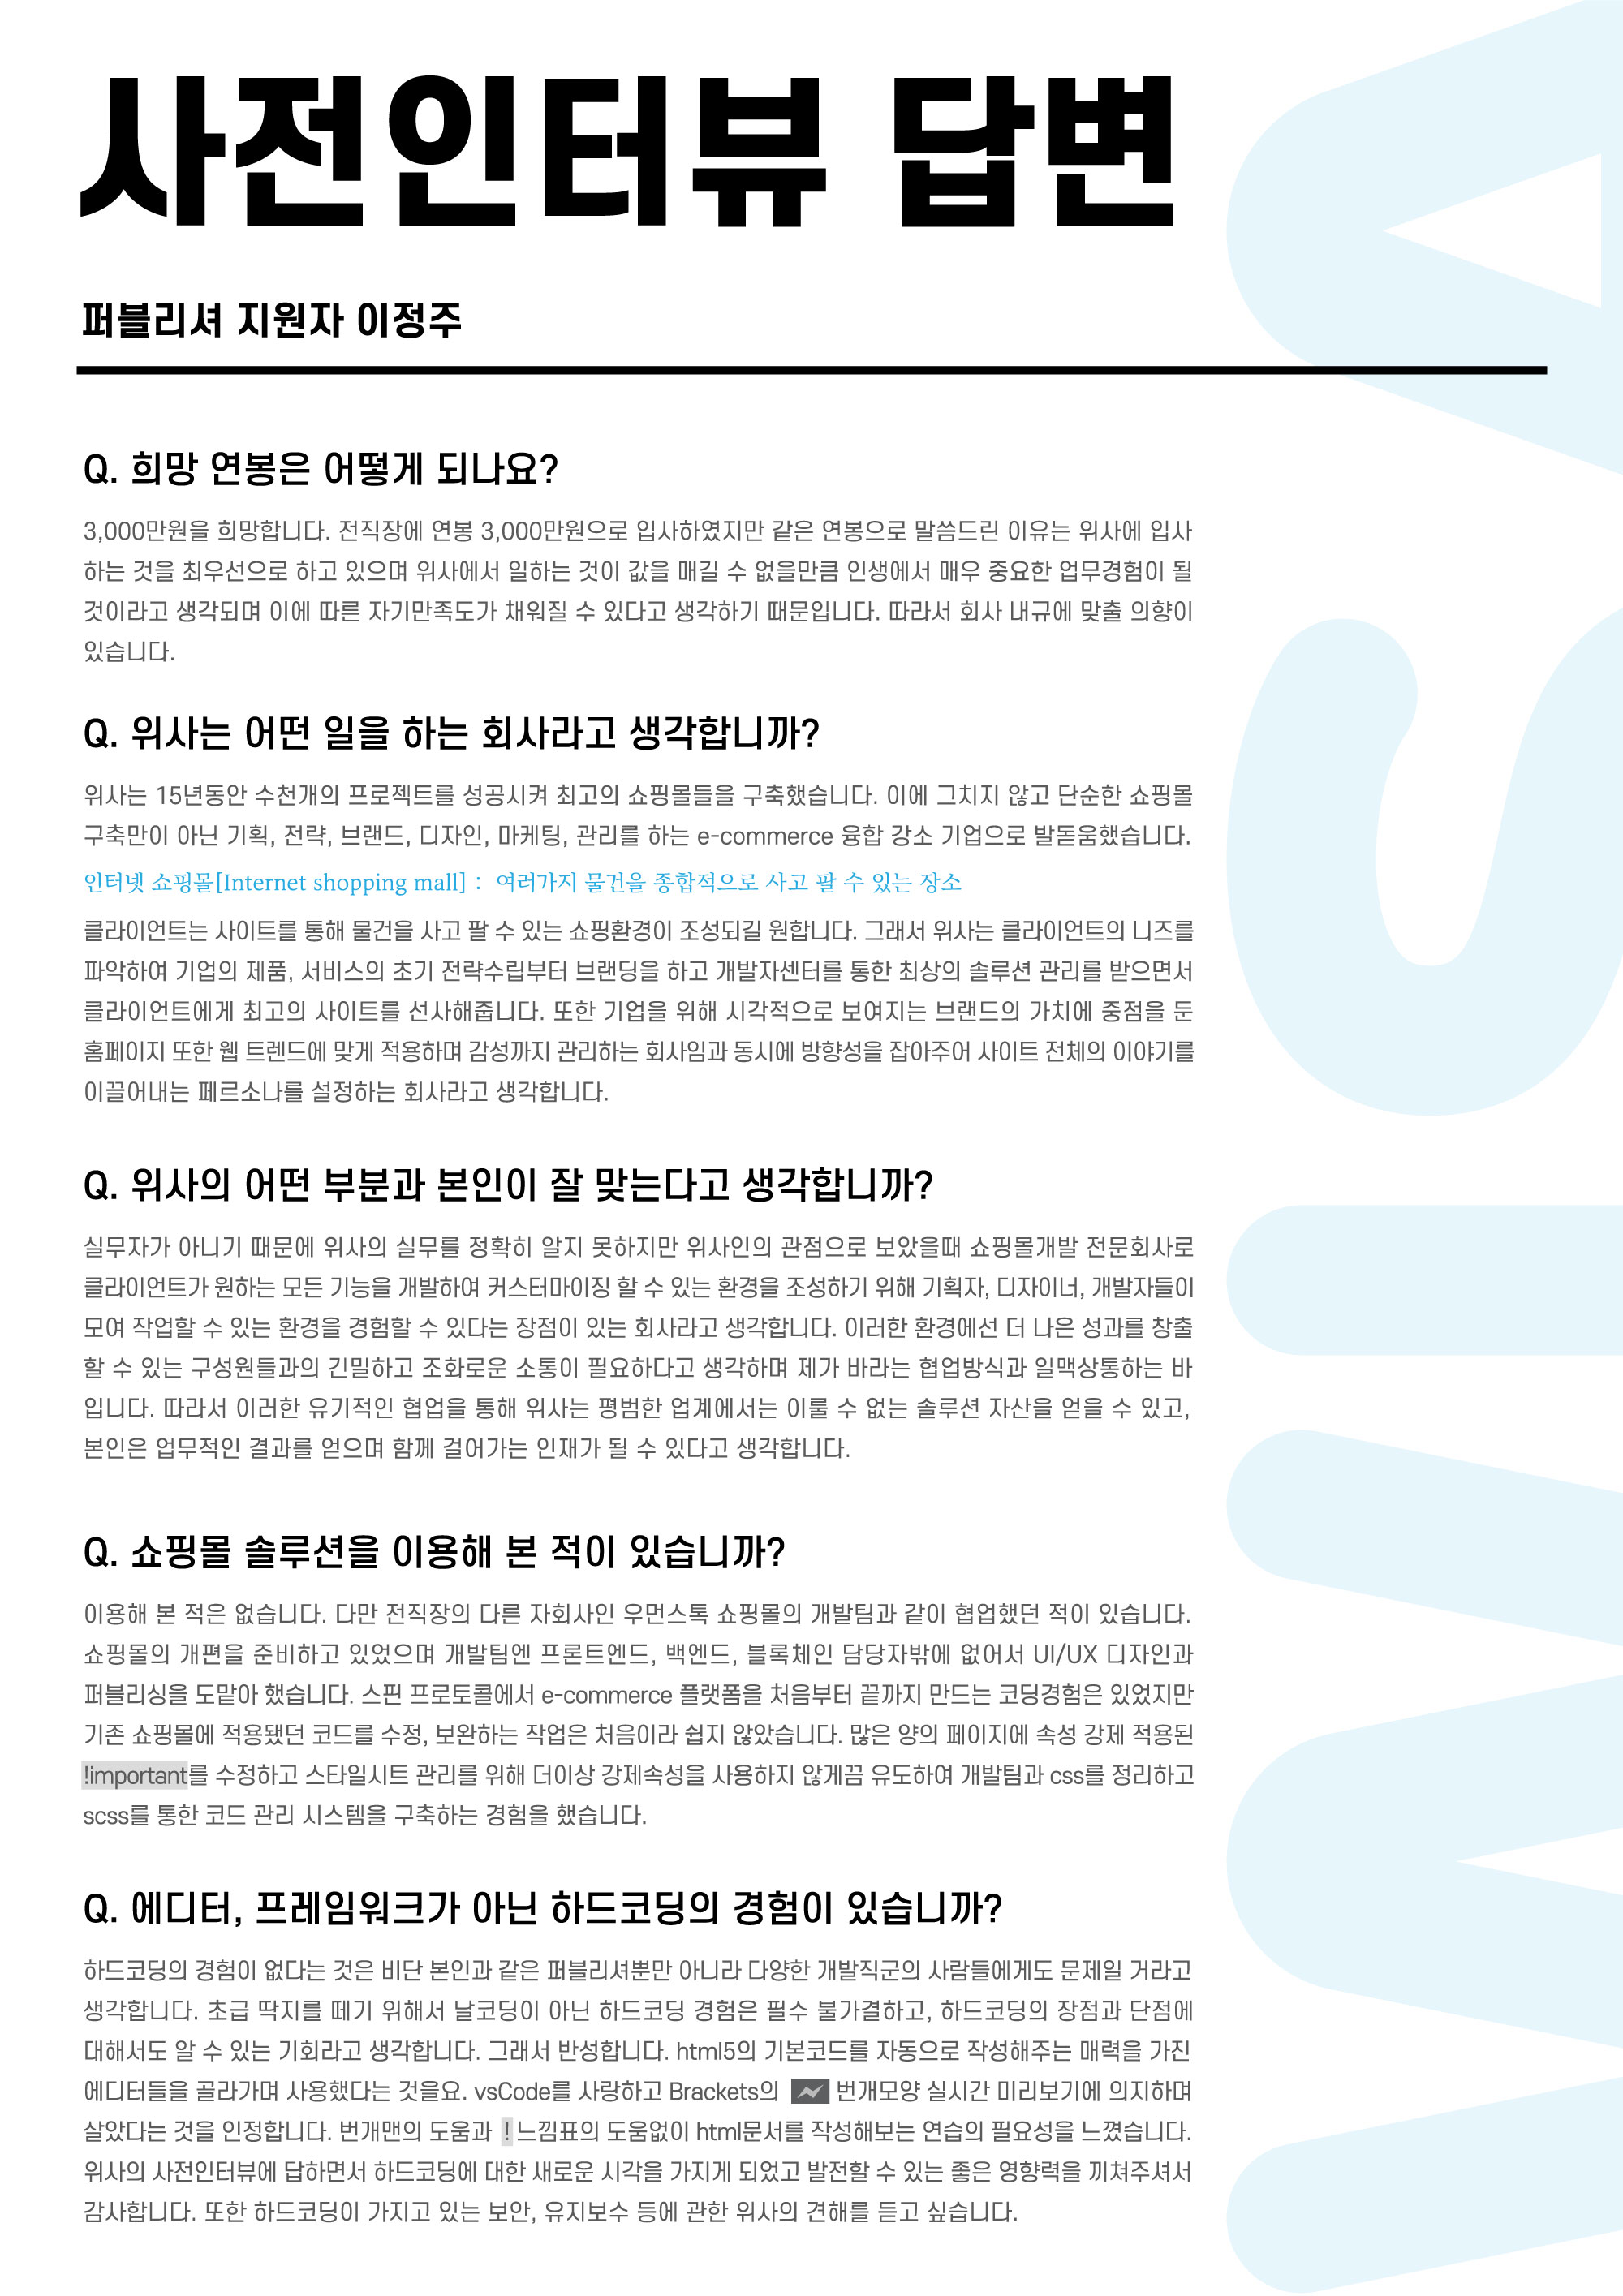 사전인터뷰 답변
퍼블리셔 지원자 이정주
Q. 희망 연봉은 어떻게 되나요?
3,000만원을 희망합니다. 전직장에 연봉 3,000만원으로 입사하였지만 같은 연봉으로 말씀드린 이유는 위사에 입사
하는 것을 최우선으로 하고 있으며 위사에서 일하는 것이 값을 매길 수 없을만큼 인생에서 매우 중요한 업무경험이 될
것이라고 생각되며 이에 따른 자기만족도가 채워질 수 있다고 생각하기 때문입니다. 따라서 회사 내규에 맞출 의향이
있습니다.
Q. 위사는 어떤 일을 하는 회사라고 생각합니까?
위사는 15년동안 수천개의 프로젝트를 성공시켜 최고의 쇼핑몰들을 구축했습니다. 이에 그치지 않고 단순한 쇼핑몰
구축만이 아닌 기획, 전략, 브랜드, 디자인, 마케팅, 관리를 하는 e-commerce 융합 강소 기업으로 발돋움했습니다.
인터넷 쇼핑몰[Internet shopping mall] : 여러가지 물건을 종합적으로 사고 팔 수 있는 장소
클라이언트는 사이트를 통해 물건을 사고 팔 수 있는 쇼핑환경이 조성되길 원합니다. 그래서 위사는 클라이언트의 니즈를
파악하여 기업의 제품, 서비스의 초기 전략수립부터 브랜딩을 하고 개발자센터를 통한 최상의 솔루션 관리를 받으면서
클라이언트에게 최고의 사이트를 선사해줍니다. 또한 기업을 위해 시각적으로 보여지는 브랜드의 가치에 중점을 둔
홈페이지 또한 웹 트렌드에 맞게 적용하며 감성까지 관리하는 회사임과 동시에 방향성을 잡아주어 사이트 전체의 이야기를
이끌어내는 페르소나를 설정하는 회사라고 생각합니다.
Q. 위사의 어떤 부분과 본인이 잘 맞는다고 생각합니까?
실무자가 아니기 때문에 위사의 실무를 정확히 알지 못하지만 위사인의 관점으로 보았을때 쇼핑몰개발 전문회사로
클라이언트가 원하는 모든 기능을 개발하여 커스터마이징 할 수 있는 환경을 조성하기 위해 기획자, 디자이너, 개발자들이
모여 작업할 수 있는 환경을 경험할 수 있다는 장점이 있는 회사라고 생각합니다. 이러한 환경에선 더 나은 성과를 창출
할 수 있는 구성원들과의 긴밀하고 조화로운 소통이 필요하다고 생각하며 제가 바라는 협업방식과 일맥상통하는 바
입니다. 따라서 이러한 유기적인 협업을 통해 위사는 평범한 업계에서는 이룰 수 없는 솔루션 자산을 얻을 수 있고,
본인은 업무적인 결과를 얻으며 함께 걸어가는 인재가 될 수 있다고 생각합니다.
Q. 쇼핑몰 솔루션을 이용해 본 적이 있습니까?
이용해 본 적은 없습니다. 다만 전직장의 다른 자회사인 우먼스톡 쇼핑몰의 개발팀과 같이 협업했던 적이 있습니다.
쇼핑몰의 개편을 준비하고 있었으며 개발팀엔 프론트엔드, 백엔드, 블록체인 담당자밖에 없어서 UI/UX 디자인과
퍼블리싱을 도맡아 했습니다. 스핀 프로토콜에서 e-commerce 플랫폼을 처음부터 끝까지 만드는 코딩경험은 있었지만
기존 쇼핑몰에 적용됐던 코드를 수정, 보완하는 작업은 처음이라 쉽지 않았습니다. 많은 양의 페이지에 속성 강제 적용된
!important를 수정하고 스타일시트 관리를 위해 더이상 강제속성을 사용하지 않게끔 유도하여 개발팀과 css를 정리하고
scss를 통한 코드 관리 시스템을 구축하는 경험을 했습니다.
Q. 에디터, 프레임워크가 아닌 하드코딩의 경험이 있습니까?
하드코딩의 경험이 없다는 것은 비단 본인과 같은 퍼블리셔뿐만 아니라 다양한 개발직군의 사람들에게도 문제일 거라고
생각합니다. 초급 딱지를 떼기 위해서 날코딩이 아닌 하드코딩 경험은 필수 불가결하고, 하드코딩의 장점과 단점에
대해서도 알 수 있는 기회라고 생각합니다. 그래서 반성합니다. html5의 기본코드를 자동으로 작성해주는 매력을 가진
에디터들을 골라가며 사용했다는 것을요. vsCode를 사랑하고 Brackets의 번개모양 실시간 미리보기에 의지하며
살았다는 것을 인정합니다. 번개맨의 도움과 ! 느낌표의 도움없이 html문서를 작성해보는 연습의 필요성을 느꼈습니다.
위사의 사전인터뷰에 답하면서 하드코딩에 대한 새로운 시각을 가지게 되었고 발전할 수 있는 좋은 영향력을 끼쳐주셔서
감사합니다. 또한 하드코딩이 가지고 있는 보안, 유지보수 등에 관한 위사의 견해를 듣고 싶습니다.
WISA